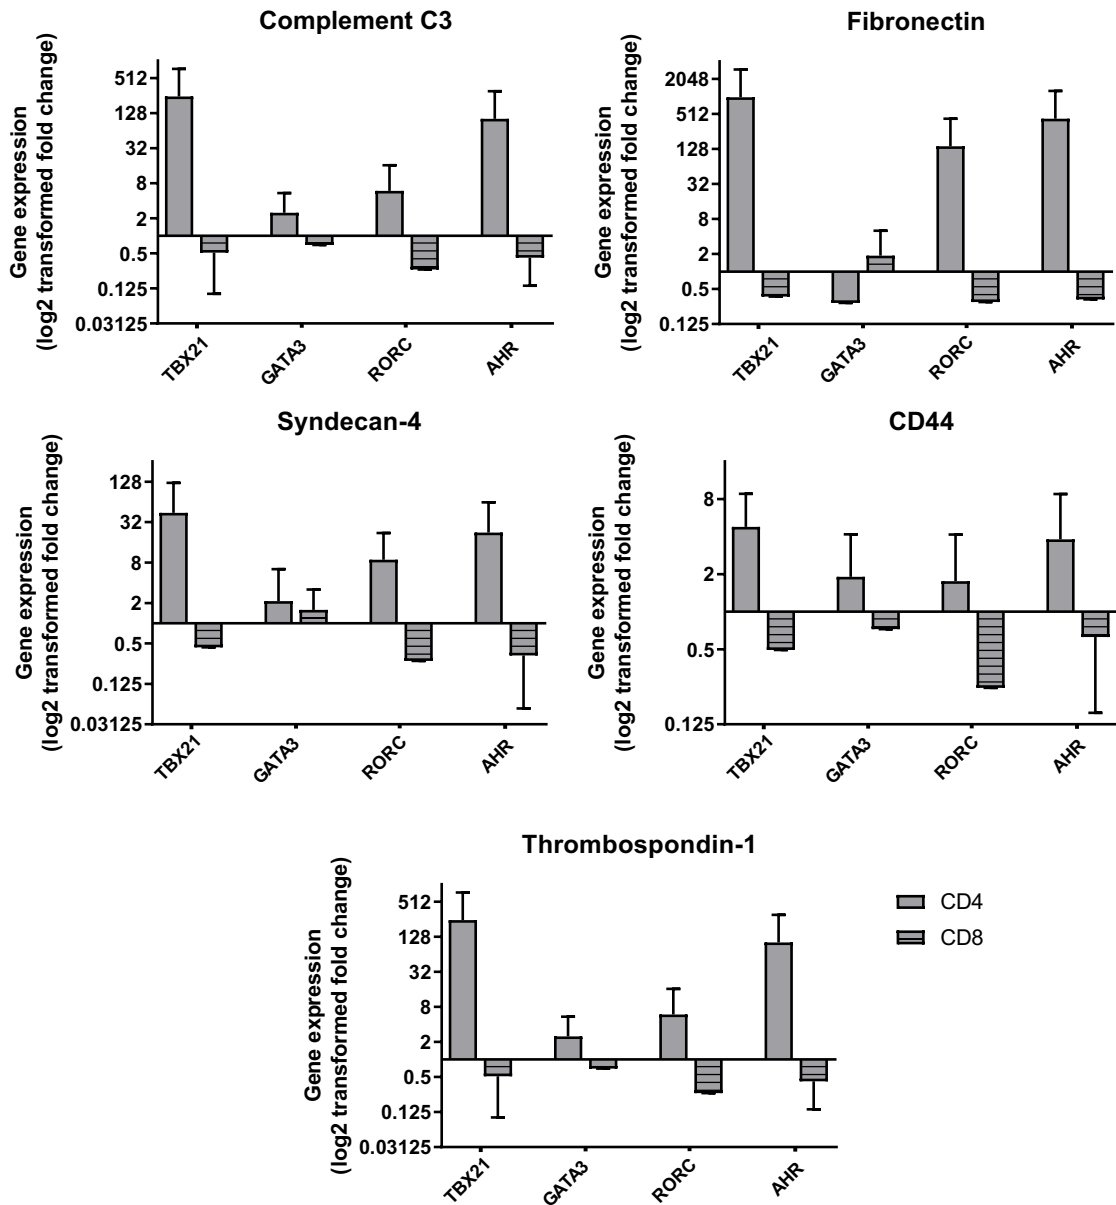 Complement C3
Gene expression
(log2 transformed fold change)
512
128
32
8
2
0.5
0.125
0.03125
TBX21
GATA3
RORC
AHR
Fibronectin
Gene expression
(log2 transformed fold change)
2048
512
128
32
8
2
0.5
0.125
TBX21
GATA3
RORC
AHR
Syndecan-4
Gene expression
(log2 transformed fold change)
128
32
8
2
0.5
0.125
0.03125
TBX21
GATA3
RORC
AHR
CD44
Gene expression
(log2 transformed fold change)
8
2
0.5
0.125
TBX21
GATA3
RORC
AHR
Thrombospondin-1
Gene expression
(log2 transformed fold change)
512
128
32
8
2
0.5
0.125
0.03125
TBX21
GATA3
RORC
AHR
CD4
CD8